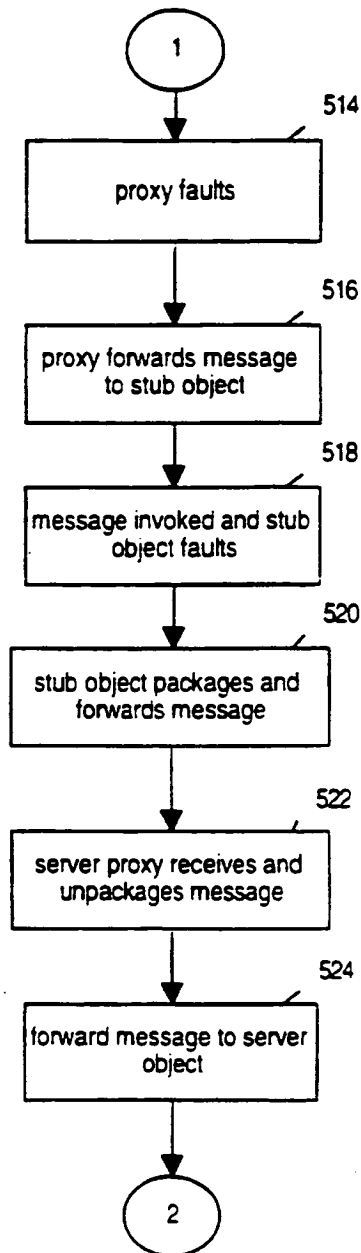 1
514
proxy faults
516
proxy forwards message
to stub object
518
message invoked and stub
object faults
520
stub object packages and
forwards message
522
server proxy receives and
unpackages message
524
forward message to server
object
2